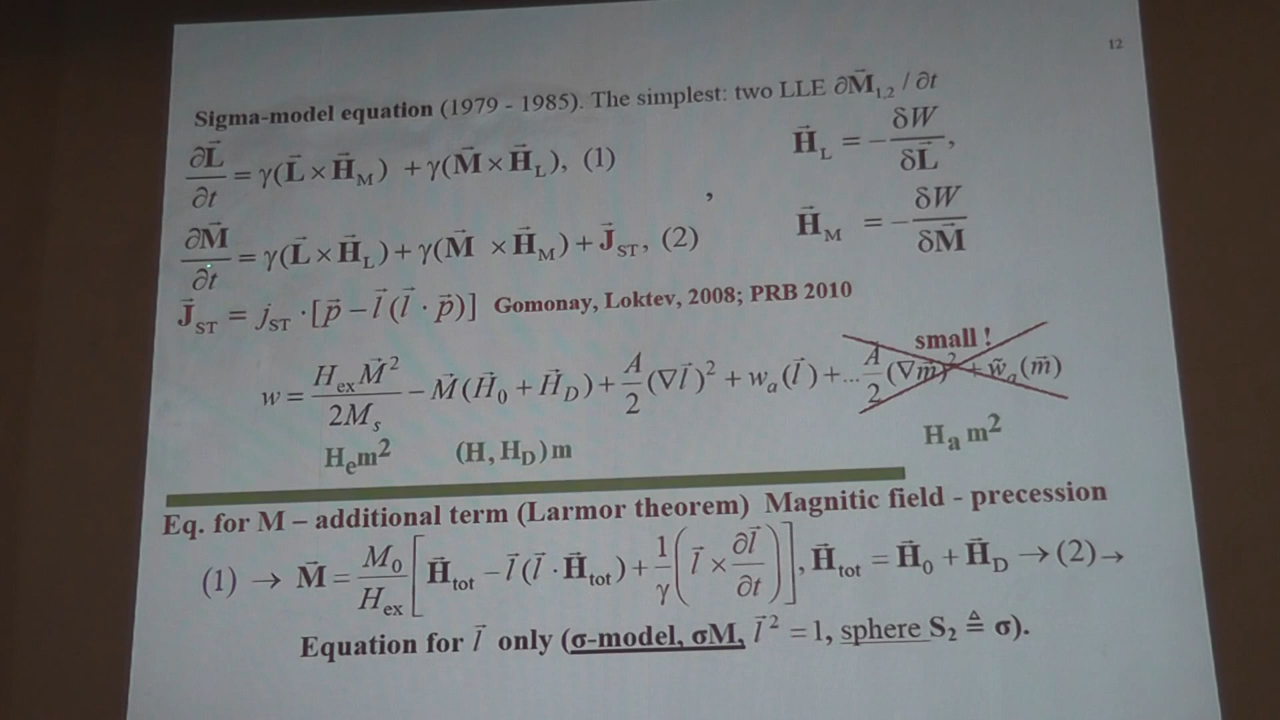 12
Sigma-model equation (1979 - 1985). The simplest: two LLE ∂M⃗₁,₂ / ∂t
∂L⃗/∂t = γ(L⃗ × H⃗_M) + γ(M⃗ × H⃗_L), (1)  H⃗_L = −δW/δL⃗,
,
∂M⃗/∂t = γ(L⃗ × H⃗_L) + γ(M⃗ × H⃗_M) + J⃗_ST, (2)  H⃗_M = −δW/δM⃗
J⃗_ST = j_ST · [p⃗ − l⃗(l⃗ · p⃗)] Gomonay, Loktev, 2008; PRB 2010
small !
w = H_ex M⃗²/2M_s − M⃗(H⃗₀ + H⃗_D) + A/2 (∇l⃗)² + w_a(l⃗) + ... A/2 (∇m⃗)² + w̃_a(m⃗)
H_e m²  (H, H_D)m  H_a m²
Eq. for M – additional term (Larmor theorem) Magnitic field - precession
(1) → M⃗ = M₀/H_ex [H⃗_tot − l⃗(l⃗ · H⃗_tot) + 1/γ (l⃗ × ∂l⃗/∂t)], H⃗_tot = H⃗₀ + H⃗_D → (2) →
Equation for l⃗ only (σ-model, σM, l⃗² = 1, sphere S₂ ≜ σ).